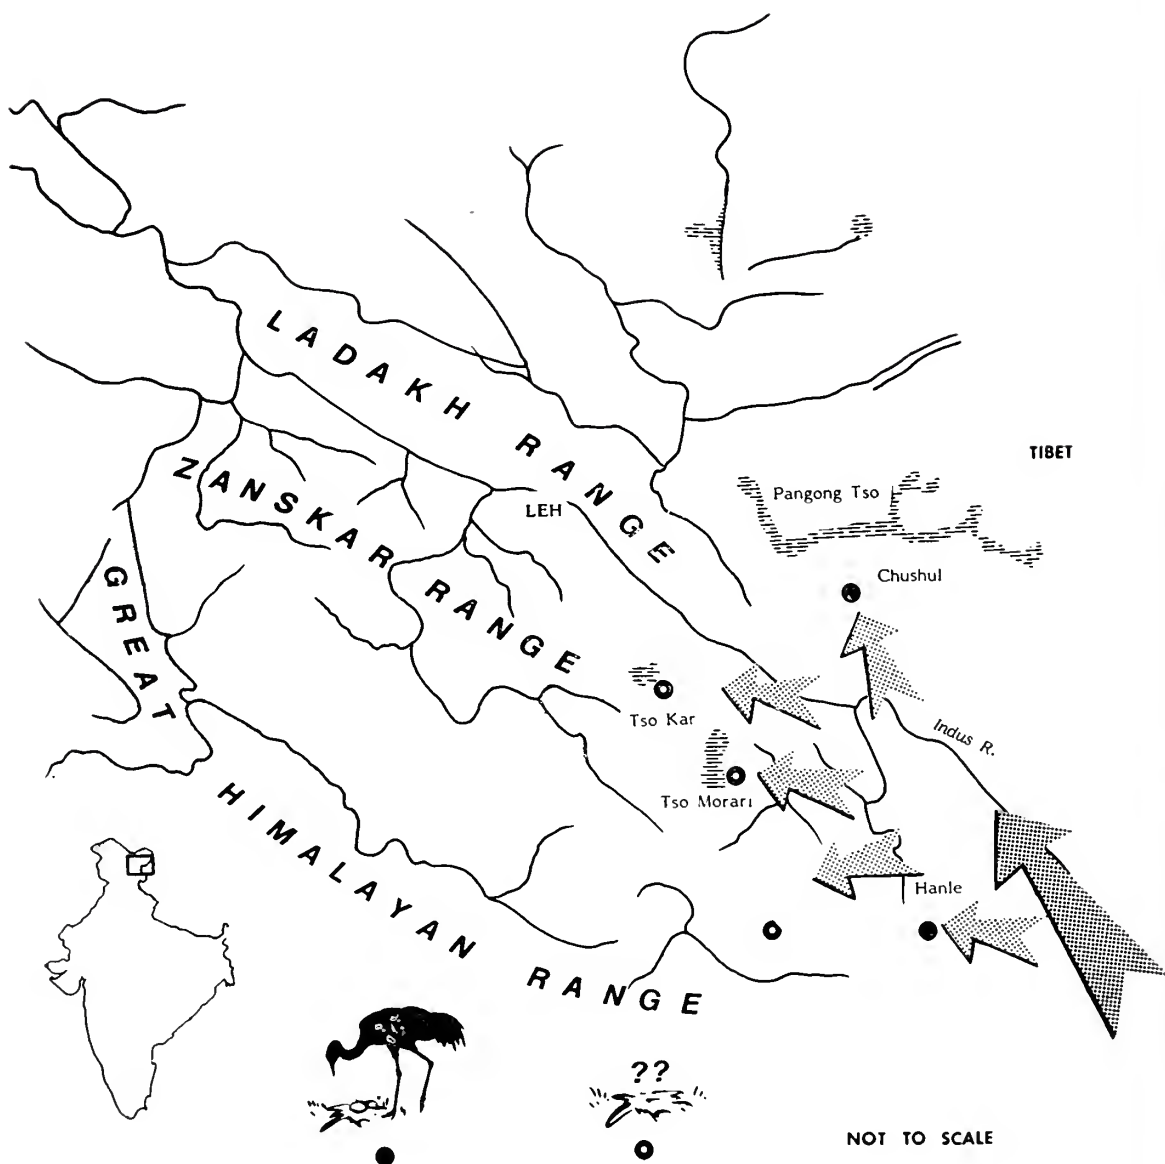 LADAKH RANGE
TIBET
ZANSKAR RANGE
Pangong Tso
LEH
Chushul
GREAT HIMALAYAN RANGE
Tso Kar
Indus R.
Tso Morari
Hanle
??
NOT TO SCALE